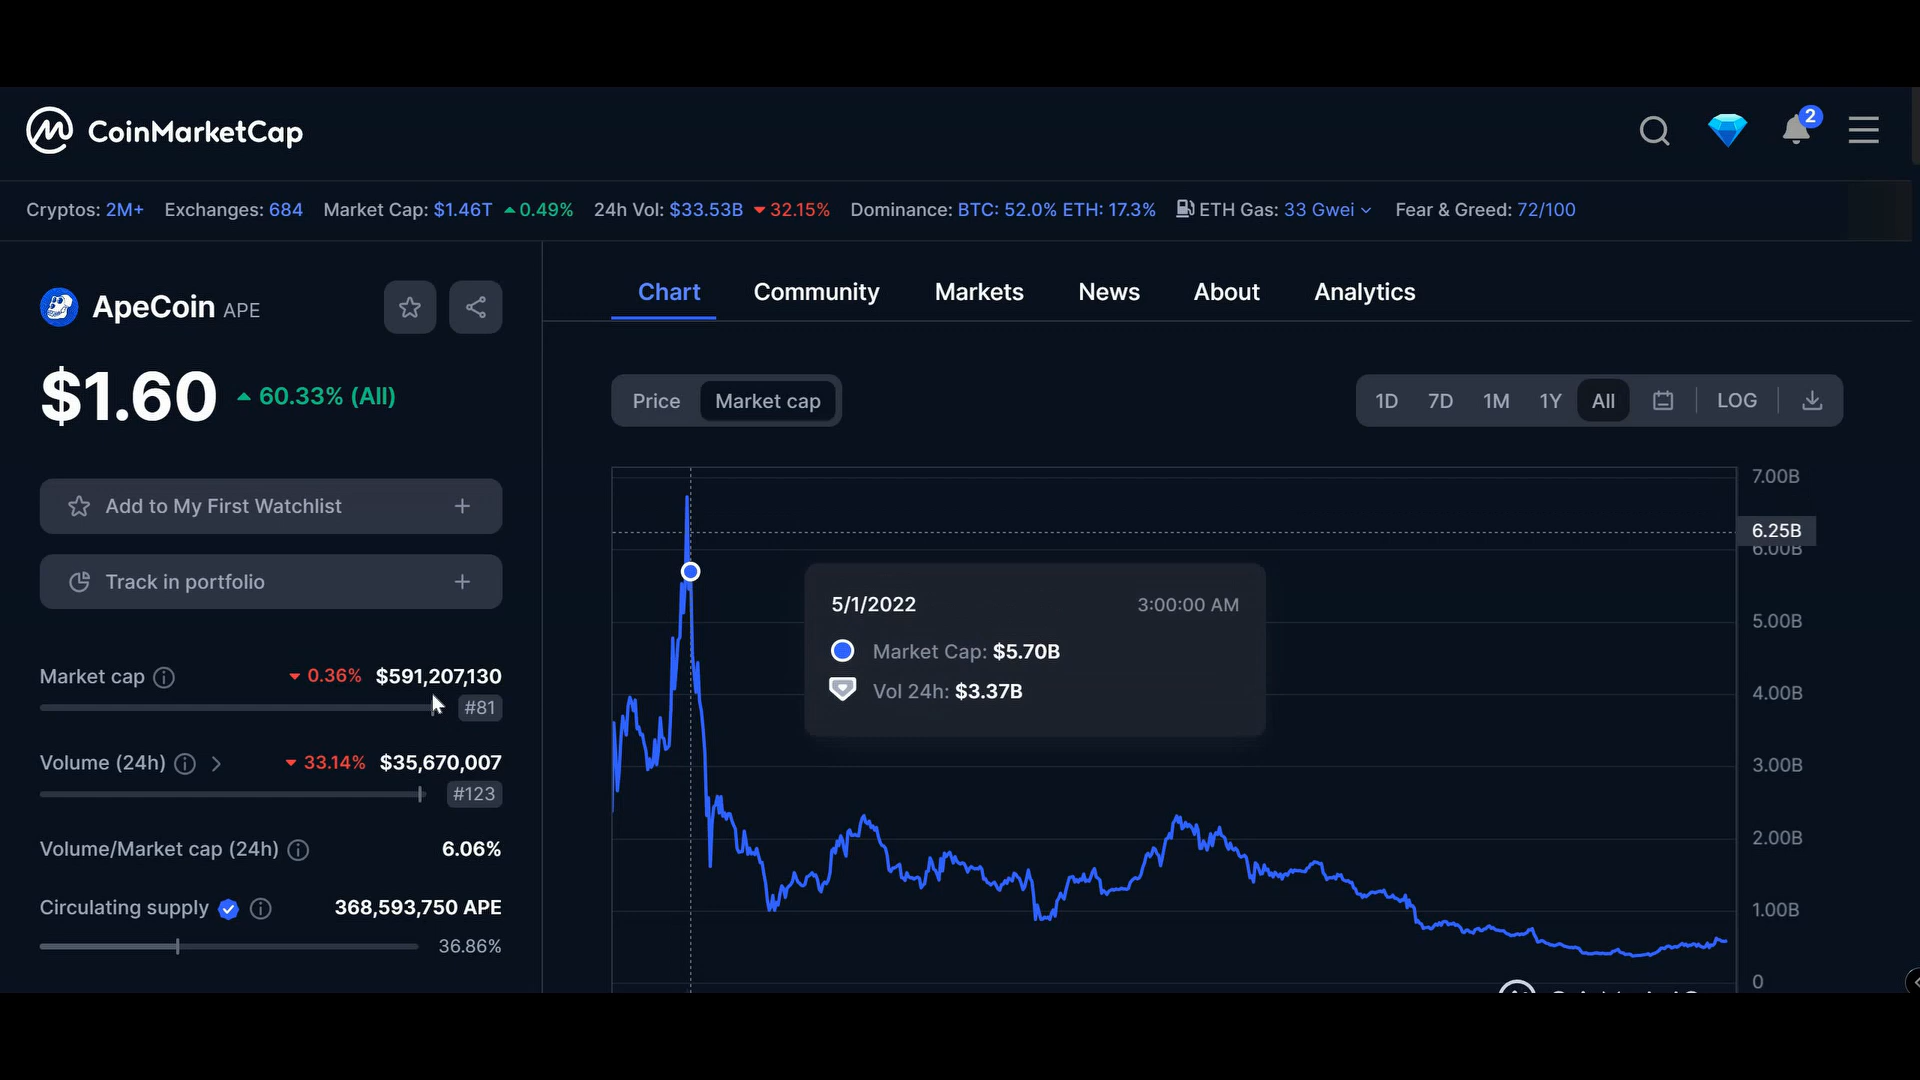 CoinMarketCap
2
Cryptos: 2M+ Exchanges: 684 Market Cap: $1.46T 0.49% 24h Vol: $33.53B 32.15% Dominance: BTC: 52.0% ETH: 17.3% ETH Gas: 33 Gwei Fear & Greed: 72/100
ApeCoin APE
$1.60 60.33% (All)
Add to My First Watchlist +
Track in portfolio +
Market cap 0.36% $591,207,130
#81
Volume (24h) 33.14% $35,670,007
#123
Volume/Market cap (24h) 6.06%
Circulating supply 368,593,750 APE
36.86%
Chart Community Markets News About Analytics
Price Market cap
1D 7D 1M 1Y All LOG
7.00B
6.25B
6.00B
5.00B
4.00B
3.00B
2.00B
1.00B
0
5/1/2022 3:00:00 AM
Market Cap: $5.70B
Vol 24h: $3.37B